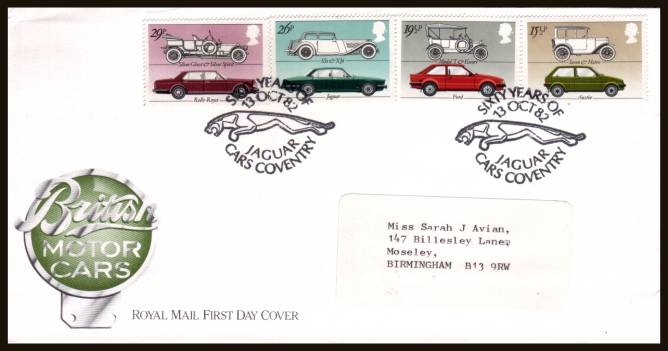 29p
26p
19½p
15½p
Silver Ghost & Silver Spirit
SSI & XJ6
Model T & Escort
Seven & Metro
Rolls-Royce
Jaguar
Ford
Austin
SIXTY YEARS OF
13 OCT 82
JAGUAR
CARS COVENTRY
SIXTY YEARS OF
13 OCT 82
JAGUAR
CARS COVENTRY
British
MOTOR
CARS
Miss Sarah J Avian,
147 Billesley Lane,
Moseley,
BIRMINGHAM B13 9RW
ROYAL MAIL FIRST DAY COVER